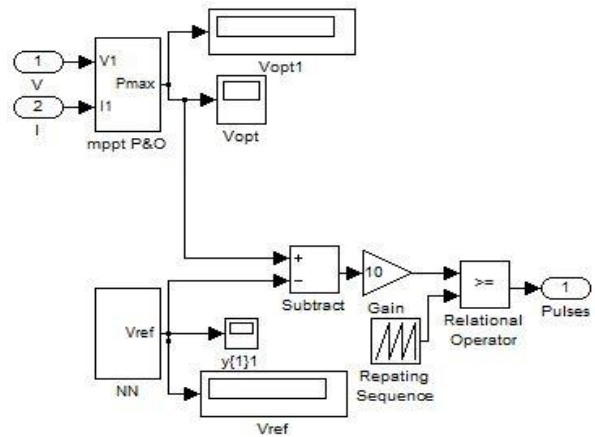 1
V
2
I
V1
I1
Pmax
mppt P&O
Vopt1
Vopt
+
−
Subtract
10
Gain
>=
Relational
Operator
1
Pulses
Repating
Sequence
Vref
NN
y{1}1
Vref